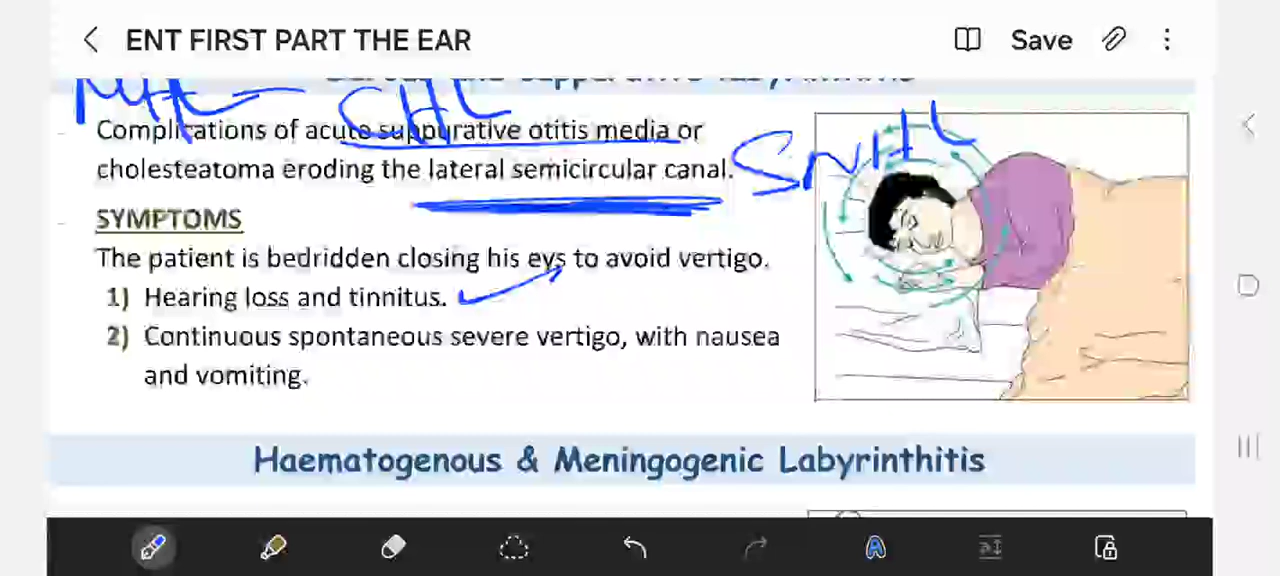 ENT FIRST PART THE EAR
Save
MHL — CHL
Complications of acute suppurative otitis media or
SNHL
cholesteatoma eroding the lateral semicircular canal.
SYMPTOMS
The patient is bedridden closing his eys to avoid vertigo.
1) Hearing loss and tinnitus.
2) Continuous spontaneous severe vertigo, with nausea
and vomiting.
Haematogenous & Meningogenic Labyrinthitis